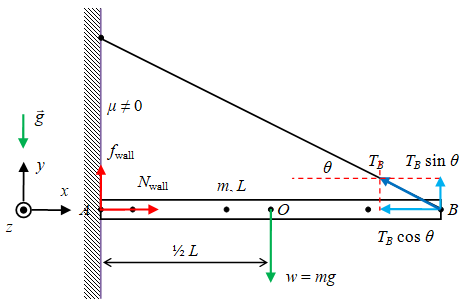 μ ≠ 0
g⃗
f_wall
y
θ
T_B
T_B sin θ
x
N_wall
m, L
z
A
O
B
T_B cos θ
½ L
w = mg